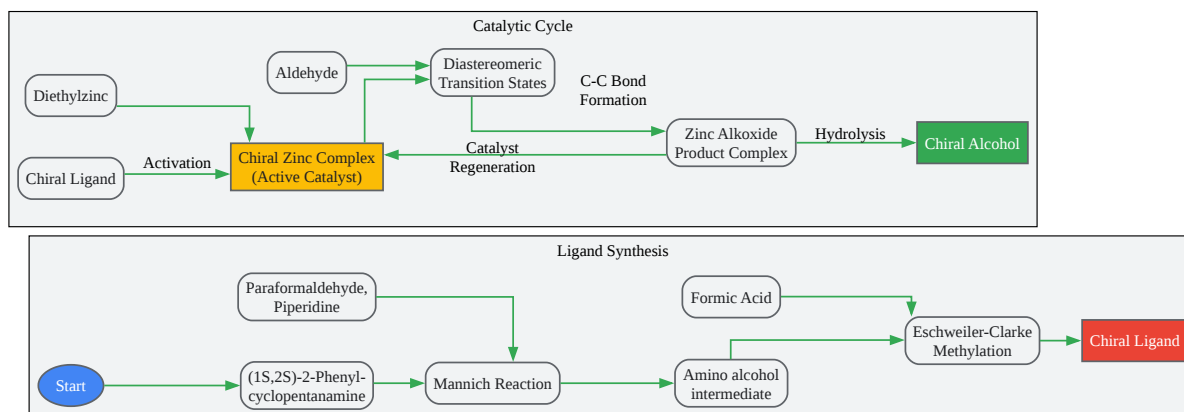 Catalytic Cycle
Aldehyde
Diastereomeric
Transition States
C-C Bond
Formation
Diethylzinc
Zinc Alkoxide
Product Complex
Hydrolysis
Chiral Alcohol
Chiral Ligand
Activation
Chiral Zinc Complex
(Active Catalyst)
Catalyst
Regeneration
Ligand Synthesis
Paraformaldehyde,
Piperidine
Formic Acid
Eschweiler-Clarke
Methylation
Chiral Ligand
Start
(1S,2S)-2-Phenyl-
cyclopentanamine
Mannich Reaction
Amino alcohol
intermediate